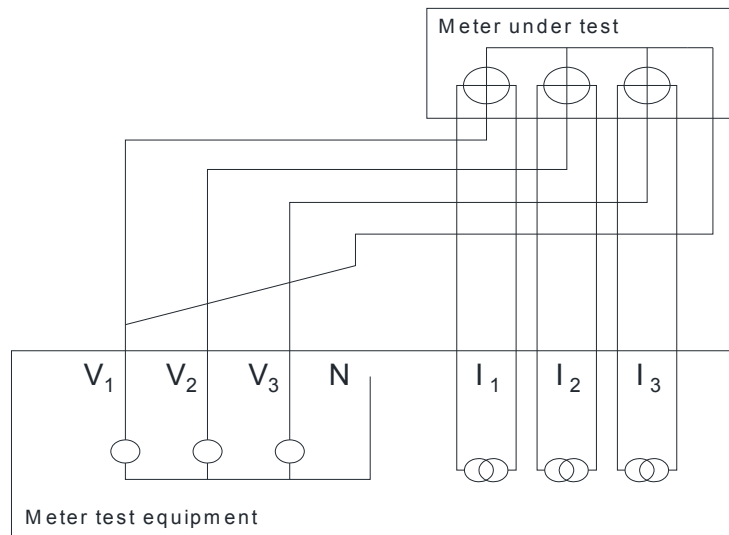 Meter under test
V1 V2 V3 N I1 I2 I3
Meter test equipment